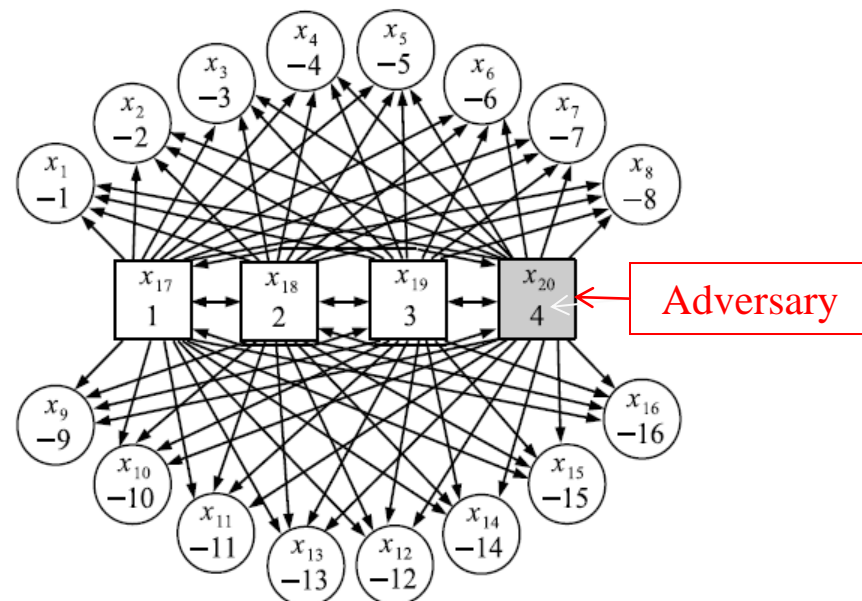 x₄
x₅
−4
−5
x₃
−3
x₆
−6
x₂
−2
x₇
−7
x₁
−1
x₈
−8
x₁₇
1
x₁₈
2
x₁₉
3
x₂₀
4
Adversary
x₉
−9
x₁₆
−16
x₁₀
−10
x₁₅
−15
x₁₁
−11
x₁₄
−14
x₁₃
−13
x₁₂
−12